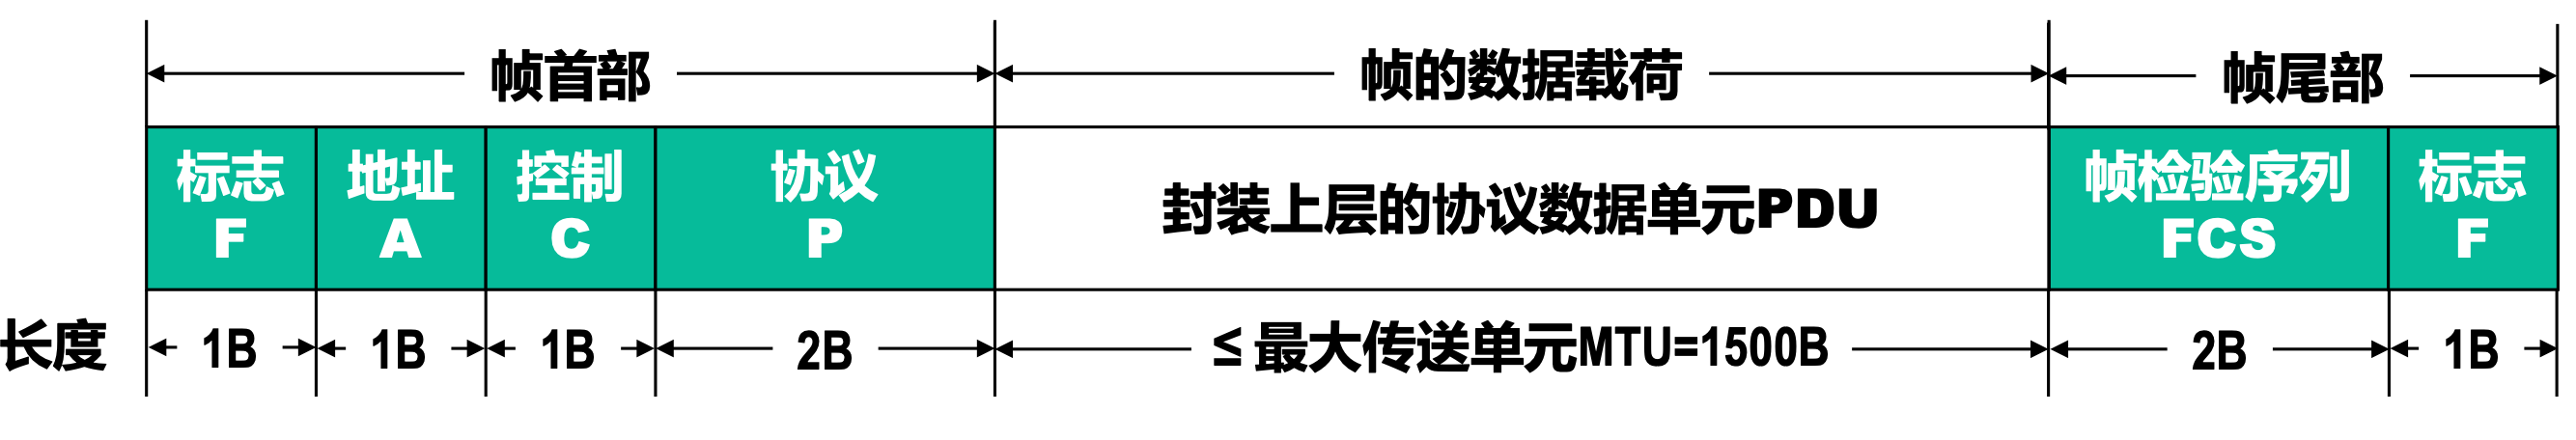 帧首部 帧的数据载荷 帧尾部
标志 地址 控制 协议 封装上层的协议数据单元PDU 帧检验序列 标志
F A C P FCS F
长度 1B 1B 1B 2B ≤ 最大传送单元MTU=1500B 2B 1B